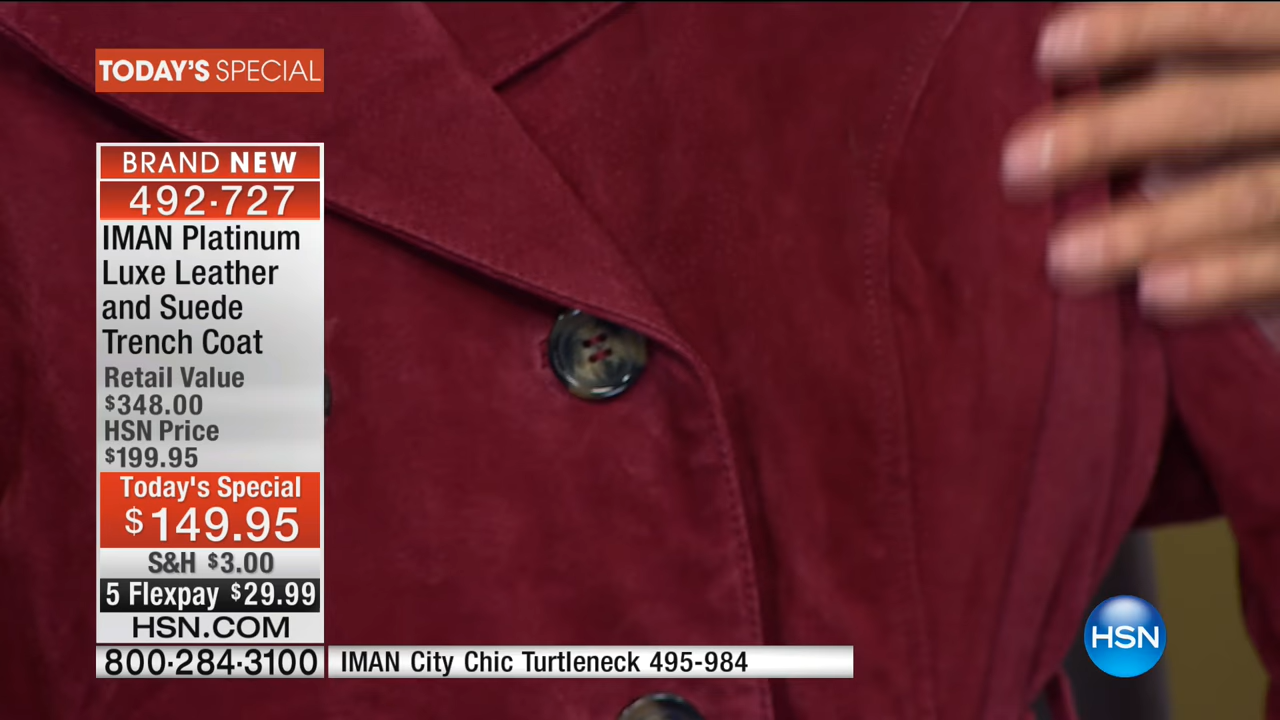 TODAY'S SPECIAL
BRAND NEW
492·727
IMAN Platinum
Luxe Leather
and Suede
Trench Coat
Retail Value
$348.00
HSN Price
$199.95
Today's Special
$149.95
S&H $3.00
5 Flexpay $29.99
HSN.COM
800·284·3100
IMAN City Chic Turtleneck 495-984
HSN